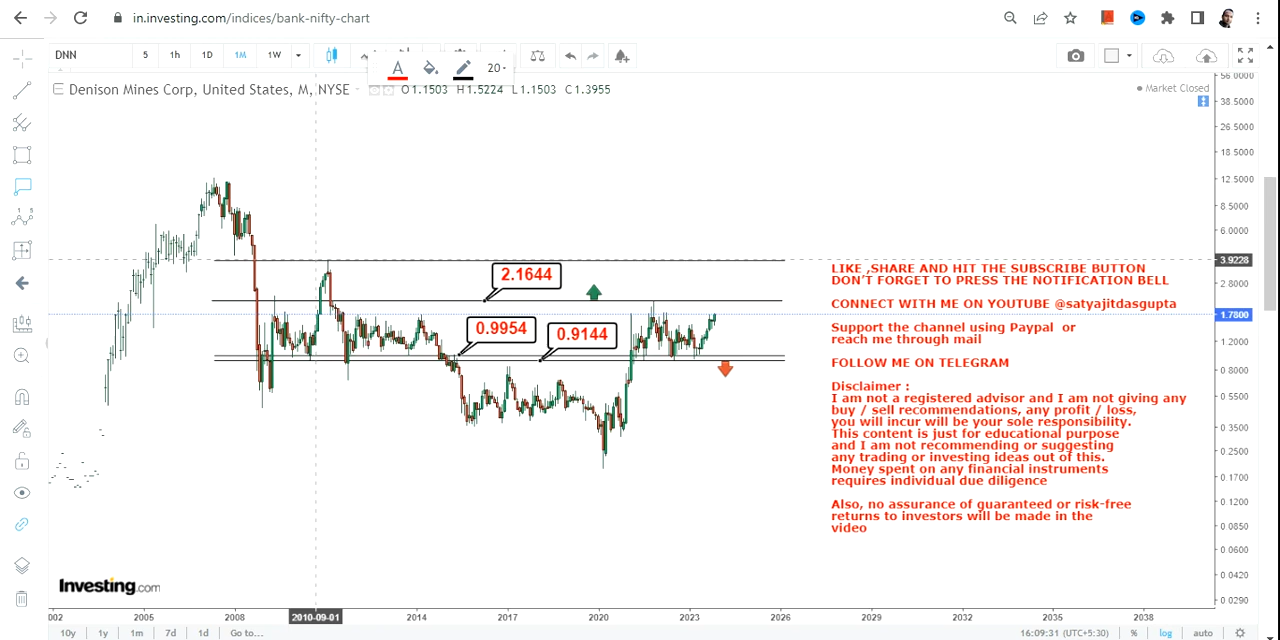 in.investing.com/indices/bank-nifty-chart
DNN 5 1h 1D 1M 1W 20
Denison Mines Corp, United States, M, NYSE O1.1503 H1.5224 L1.1503 C1.3955
Market Closed
56.0000
38.5000
26.5000
18.5000
12.5000
8.5000
6.0000
3.9228
2.8000
1.7800
1.2000
0.8000
0.5500
0.3500
0.2500
0.1700
0.1200
0.0850
0.0600
0.0420
0.0290
2.1644
0.9954
0.9144
LIKE ,SHARE AND HIT THE SUBSCRIBE BUTTON
DON'T FORGET TO PRESS THE NOTIFICATION BELL
CONNECT WITH ME ON YOUTUBE @satyajitdasgupta
Support the channel using Paypal or
reach me through mail
FOLLOW ME ON TELEGRAM
Disclaimer :
I am not a registered advisor and I am not giving any
buy / sell recommendations, any profit / loss,
you will incur will be your sole responsibility.
This content is just for educational purpose
and I am not recommending or suggesting
any trading or investing ideas out of this.
Money spent on any financial instruments
requires individual due diligence
Also, no assurance of guaranteed or risk-free
returns to investors will be made in the
video
Investing.com
002 2005 2008 2010-09-01 2014 2017 2020 2023 2026 2029 2032 2035 2038
10y 1y 1m 7d 1d Go to... 16:09:31 (UTC+5:30) % log auto